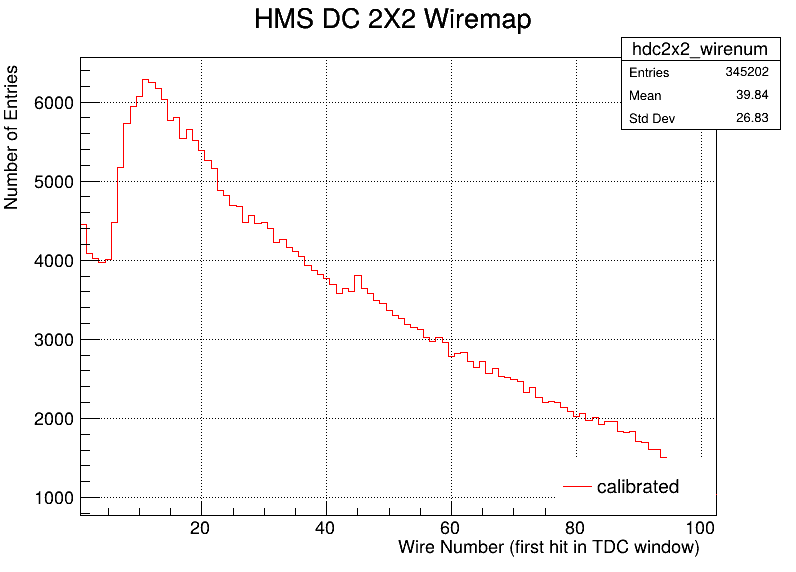 HMS DC 2X2 Wiremap
hdc2x2_wirenum
Entries 345202
Mean 39.84
Std Dev 26.83
Number of Entries
6000
5000
4000
3000
2000
1000
calibrated
20 40 60 80 100
Wire Number (first hit in TDC window)